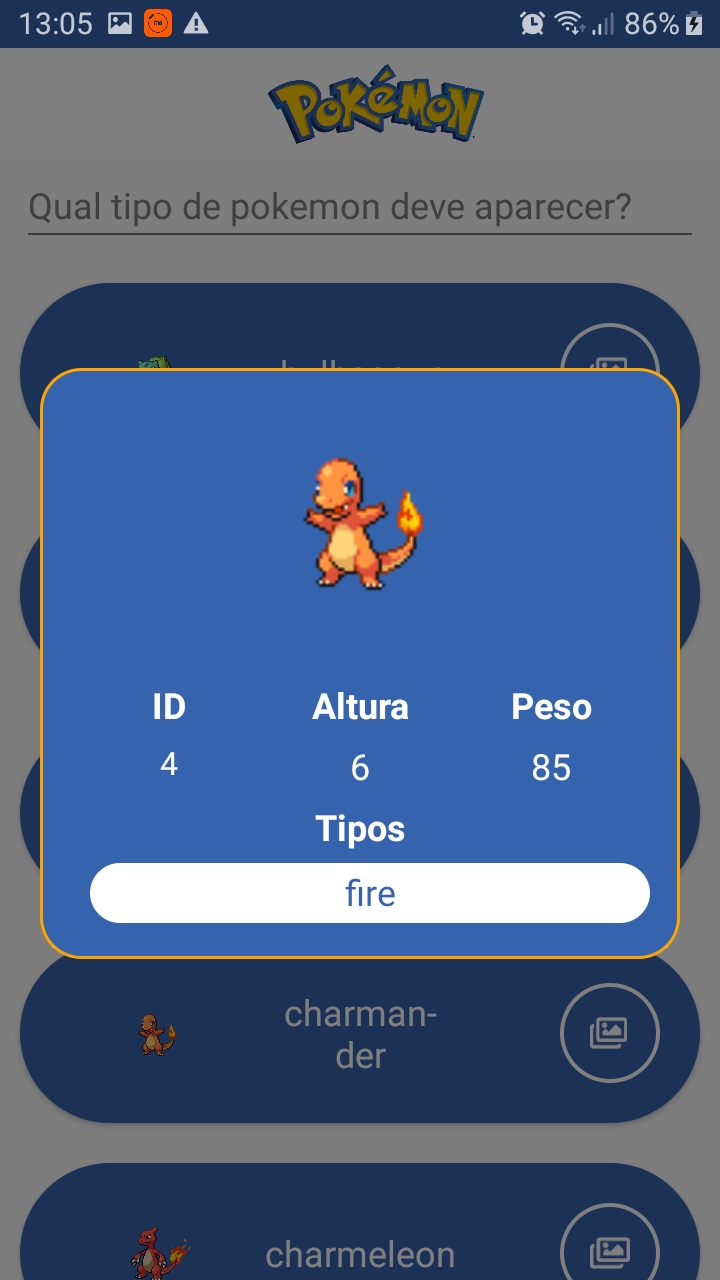 13:05
86%
POKéMON
Qual tipo de pokemon deve aparecer?
ID
Altura
Peso
4
6
85
Tipos
fire
charman-
der
charmeleon